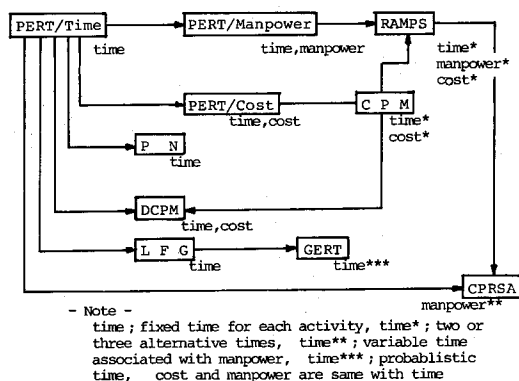 PERT/Time
time
PERT/Manpower
time,manpower
RAMPS
time*
manpower*
cost*
PERT/Cost
time,cost
C P M
time*
cost*
P N
time
DCPM
time,cost
L F G
time
GERT
time***
CPRSA
manpower**
- Note -
time ; fixed time for each activity, time* ; two or
three alternative times, time** ; variable time
associated with manpower, time*** ; probablistic
time, cost and manpower are same with time